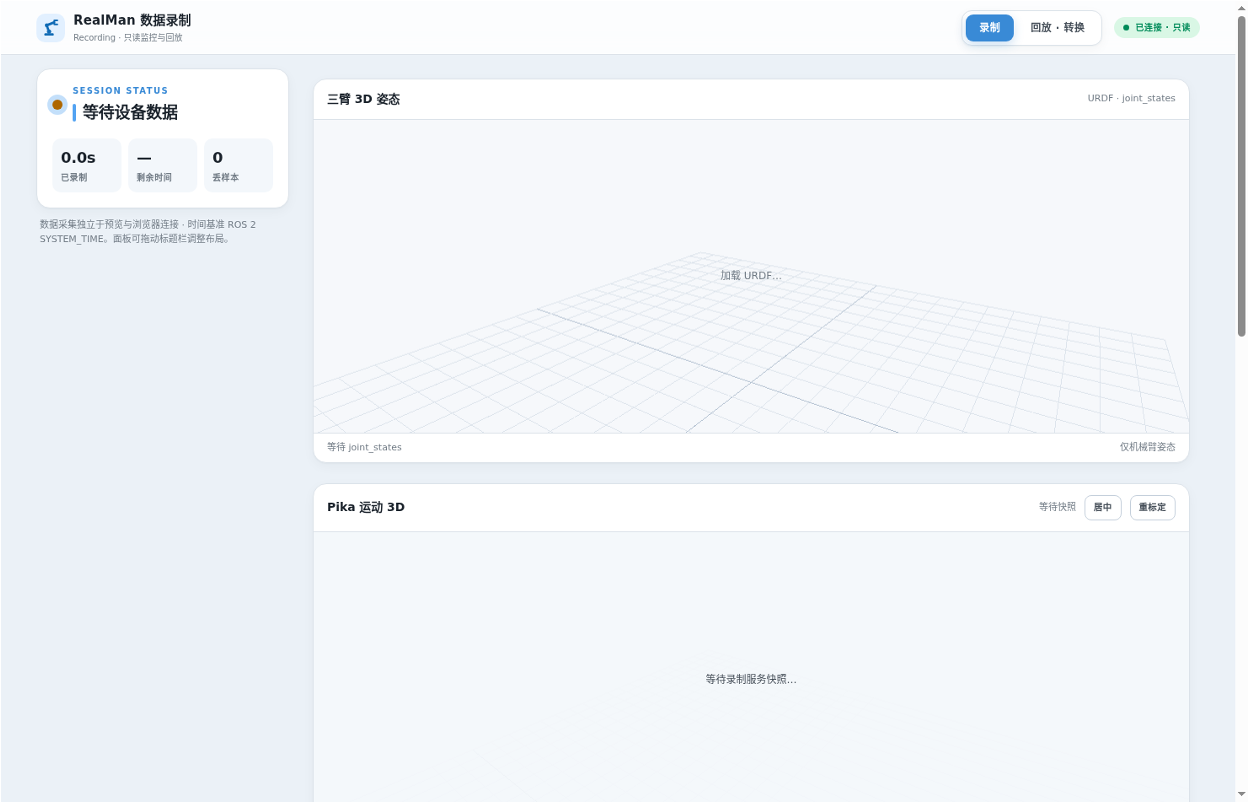 RealMan 数据录制
Recording · 只读监控与回放
录制
回放 · 转换
已连接 · 只读
SESSION STATUS
等待设备数据
0.0s
已录制
—
剩余时间
0
丢样本
数据采集独立于预览与浏览器连接 · 时间基准 ROS 2
SYSTEM_TIME。面板可拖动标题栏调整布局。
三臂 3D 姿态
URDF · joint_states
加载 URDF…
等待 joint_states
仅机械臂姿态
Pika 运动 3D
等待快照
居中
重标定
等待录制服务快照…